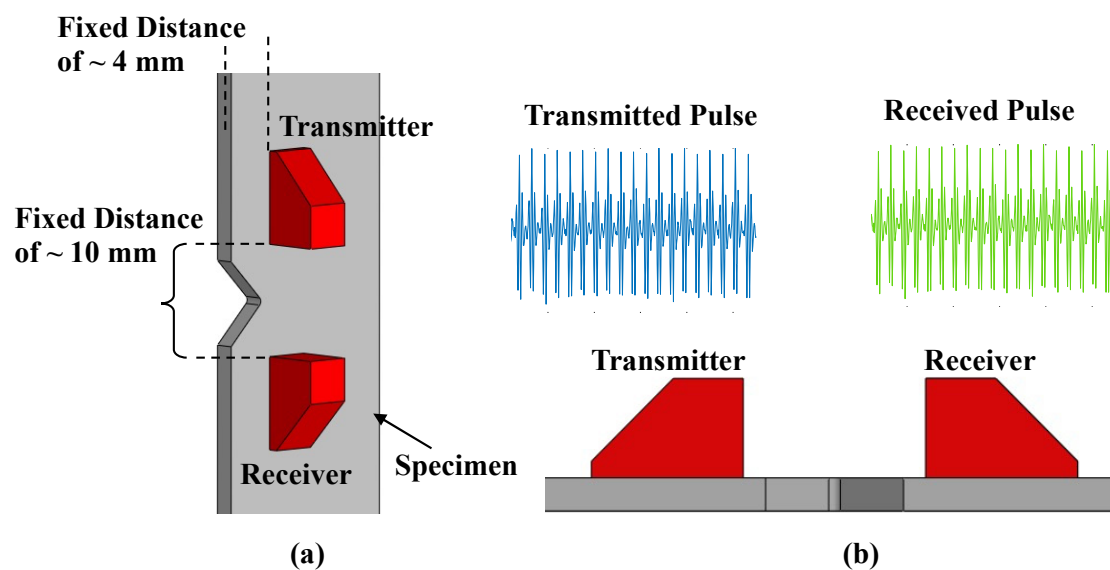 Fixed Distance
of ~ 4 mm
Transmitter
Fixed Distance
of ~ 10 mm
Receiver
Specimen
(a)
Transmitted Pulse
Received Pulse
Transmitter
Receiver
(b)